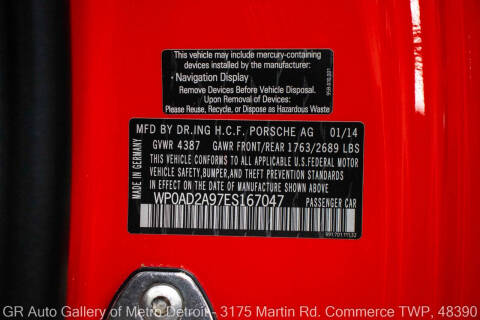 This vehicle may include mercury-containing
devices installed by the manufacturer:
· Navigation Display
Remove Devices Before Vehicle Disposal.
Upon Removal of Devices:
Please Reuse, Recycle, or Dispose as Hazardous Waste
MADE IN GERMANY
MFD BY DR.ING H.C.F. PORSCHE AG 01/14
GVWR 4387 GAWR FRONT/REAR 1763/2689 LBS
THIS VEHICLE CONFORMS TO ALL APPLICABLE U.S.FEDERAL MOTOR
VEHICLE SAFETY,BUMPER,AND THEFT PREVENTION STANDARDS
IN EFFECT ON THE DATE OF MANUFACTURE SHOWN ABOVE
WP0AD2A97ES167047 PASSENGER CAR
GR Auto Gallery of Metro Detroit - 3175 Martin Rd. Commerce TWP, 48390